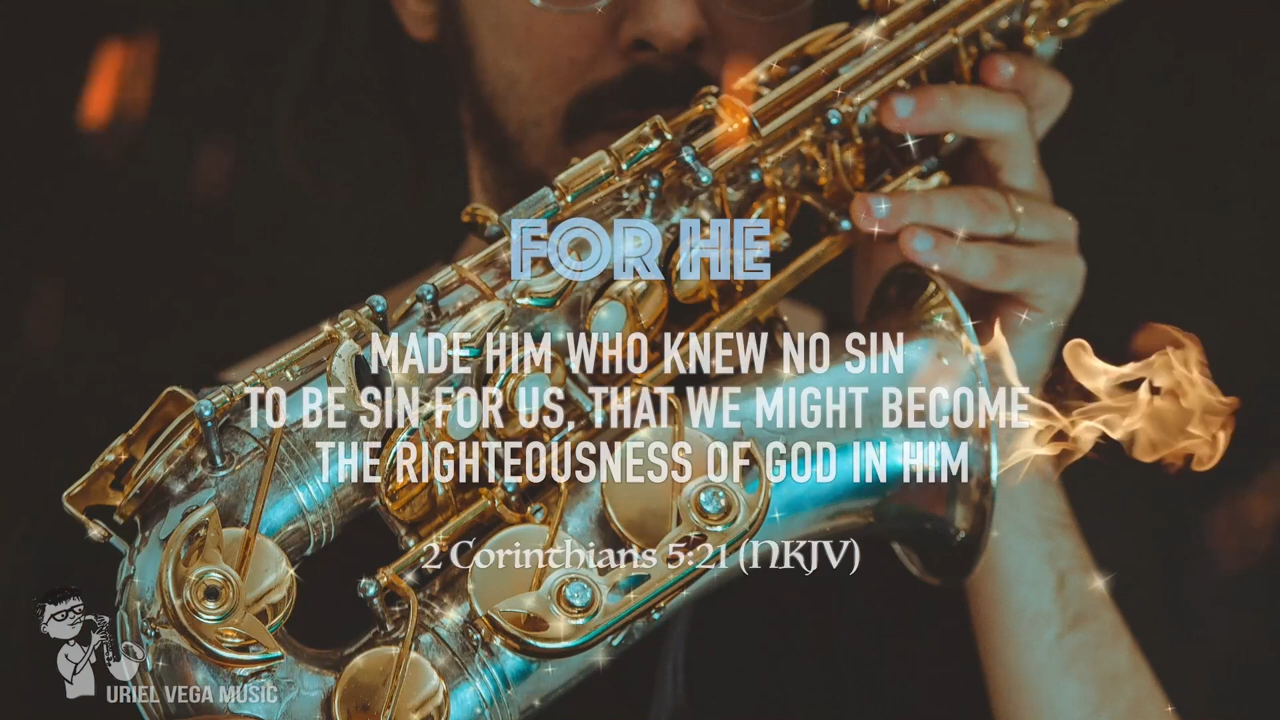 FOR HE
MADE HIM WHO KNEW NO SIN
TO BE SIN FOR US, THAT WE MIGHT BECOME
THE RIGHTEOUSNESS OF GOD IN HIM
2 Corinthians 5:21 (NKJV)
URIEL VEGA MUSIC